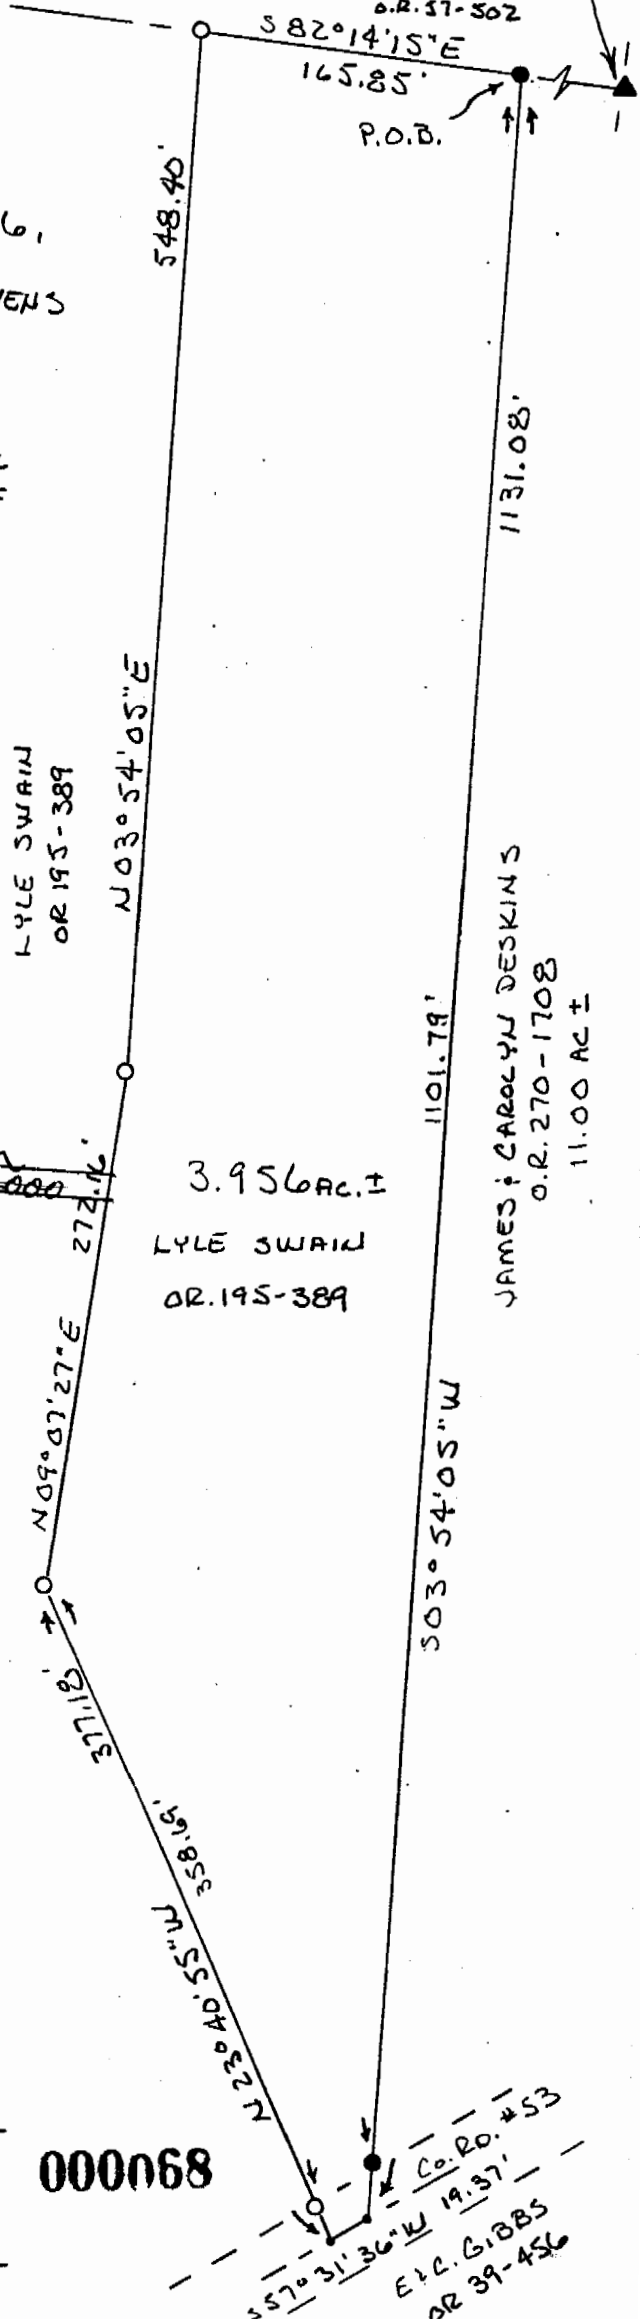 O.R.37-502
S 82°14'15"E
165.85'
P.O.B.
548.40'
6,
1131.08'
N 03°54'05"E
LYLE SWAIN
OR 195-389
JAMES & CAROLYN DESKINS
O.R. 270-1708
11.00 AC ±
1101.79'
272.16'
000
3.956 AC.±
LYLE SWAIN
OR.195-389
N 09°07'27"E
S03°54'05"W
377.18'
358.69'
N 23°40'55"W
000068
Co. RD. #53
S 57°31'36"W 19.37'
E & C. GIBBS
OR 39-456